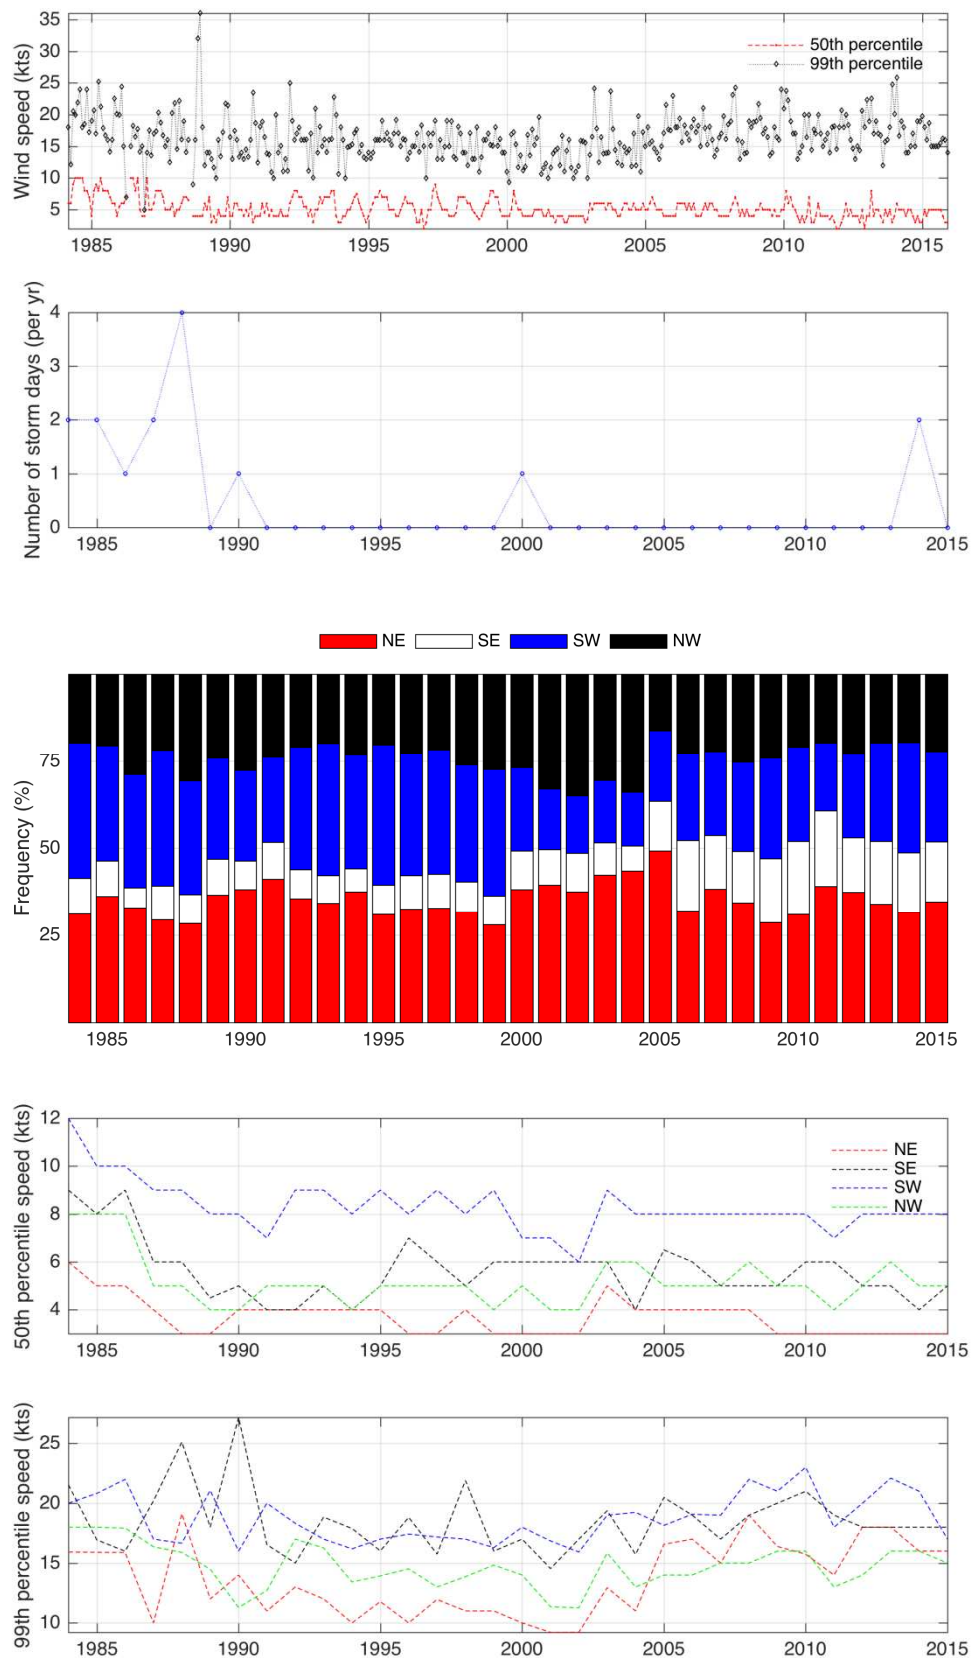 Wind speed (kts)
35
30
25
20
15
10
5
50th percentile
99th percentile
1985 1990 1995 2000 2005 2010 2015
Number of storm days (per yr)
4
3
2
1
0
1985 1990 1995 2000 2005 2010 2015
NE SE SW NW
Frequency (%)
75
50
25
1985 1990 1995 2000 2005 2010 2015
50th percentile speed (kts)
12
10
8
6
4
NE
SE
SW
NW
1985 1990 1995 2000 2005 2010 2015
99th percentile speed (kts)
25
20
15
10
1985 1990 1995 2000 2005 2010 2015